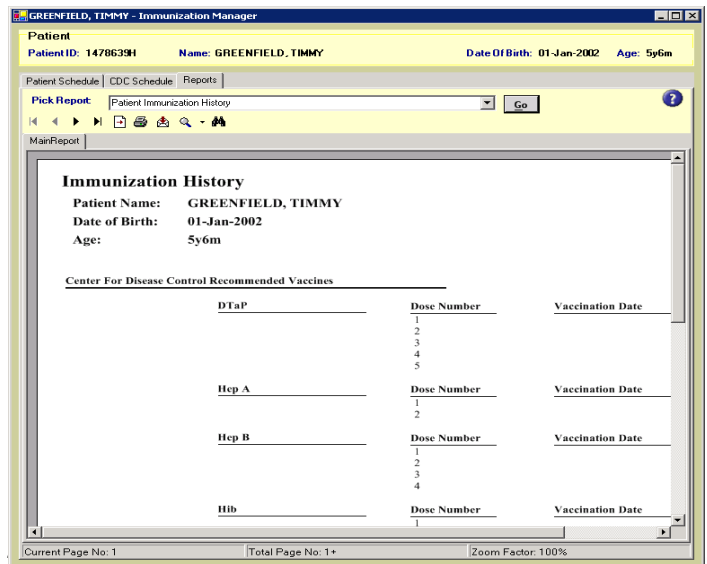 GREENFIELD, TIMMY - Immunization Manager
Patient
Patient ID: 1478639H Name: GREENFIELD, TIMMY Date Of Birth: 01-Jan-2002 Age: 5y6m
Patient Schedule CDC Schedule Reports
Pick Report: Patient Immunization History Go ?
MainReport
Immunization History
Patient Name: GREENFIELD, TIMMY
Date of Birth: 01-Jan-2002
Age: 5y6m
Center For Disease Control Recommended Vaccines
DTaP Dose Number Vaccination Date
1
2
3
4
5
Hep A Dose Number Vaccination Date
1
2
Hep B Dose Number Vaccination Date
1
2
3
4
Hib Dose Number Vaccination Date
1
Current Page No: 1 Total Page No: 1+ Zoom Factor: 100%